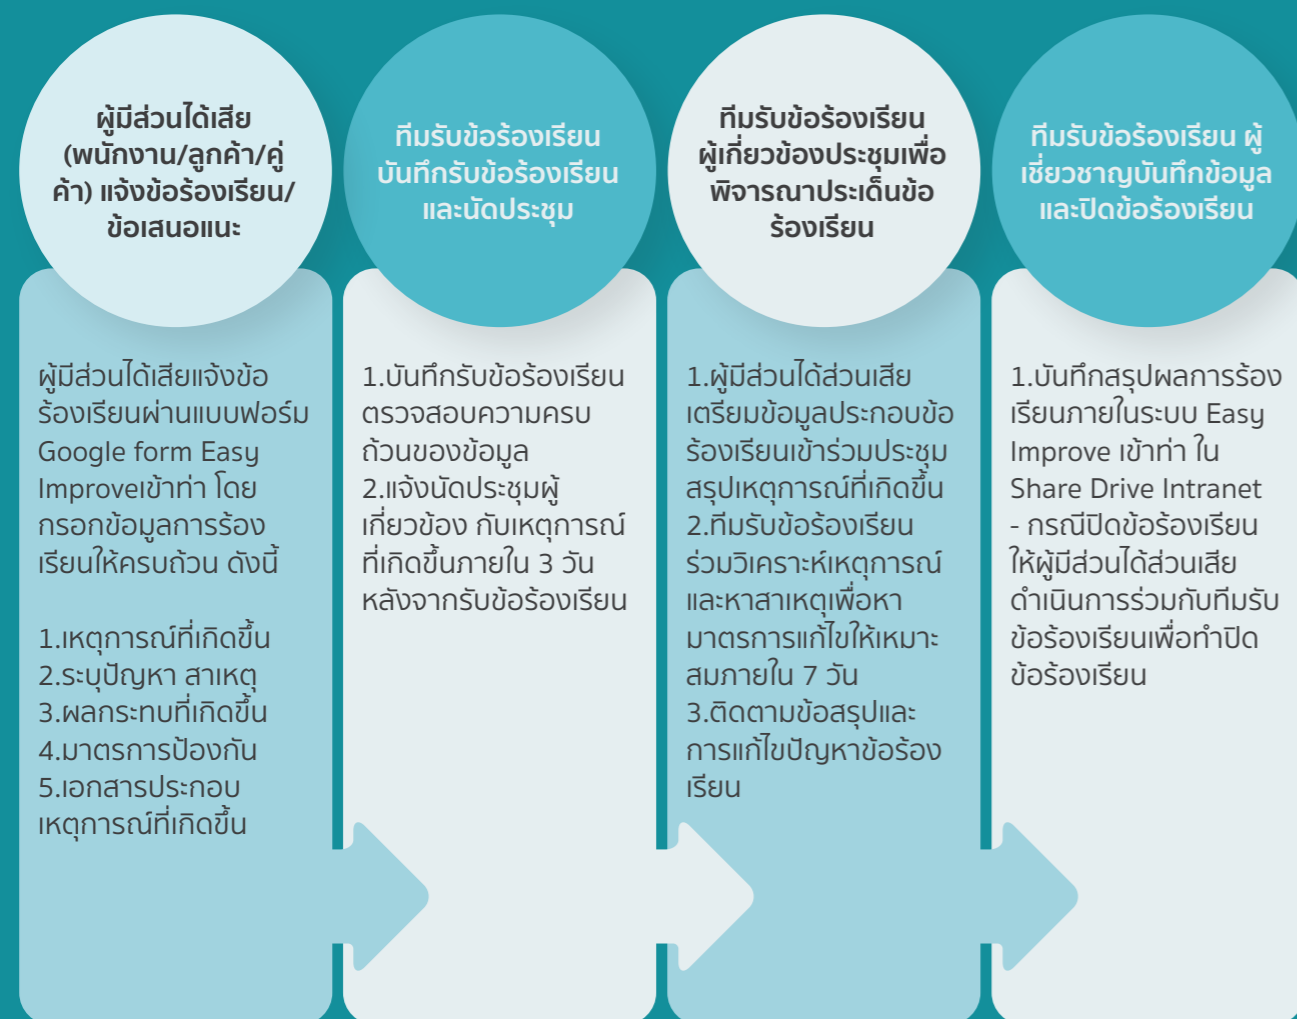 ผู้มีส่วนได้เสีย
(พนักงาน/ลูกค้า/คู่
ค้า) แจ้งข้อร้องเรียน/
ข้อเสนอแนะ
ผู้มีส่วนได้เสียแจ้งข้อ
ร้องเรียนผ่านแบบฟอร์ม
Google form Easy
Improveเข้าท่า โดย
กรอกข้อมูลการร้อง
เรียนให้ครบถ้วน ดังนี้
1.เหตุการณ์ที่เกิดขึ้น
2.ระบุปัญหา สาเหตุ
3.ผลกระทบที่เกิดขึ้น
4.มาตรการป้องกัน
5.เอกสารประกอบ
เหตุการณ์ที่เกิดขึ้น
ทีมรับข้อร้องเรียน
บันทึกรับข้อร้องเรียน
และนัดประชุม
1.บันทึกรับข้อร้องเรียน
ตรวจสอบความครบ
ถ้วนของข้อมูล
2.แจ้งนัดประชุมผู้
เกี่ยวข้อง กับเหตุการณ์
ที่เกิดขึ้นภายใน 3 วัน
หลังจากรับข้อร้องเรียน
ทีมรับข้อร้องเรียน
ผู้เกี่ยวข้องประชุมเพื่อ
พิจารณาประเด็นข้อ
ร้องเรียน
1.ผู้มีส่วนได้ส่วนเสีย
เตรียมข้อมูลประกอบข้อ
ร้องเรียนเข้าร่วมประชุม
สรุปเหตุการณ์ที่เกิดขึ้น
2.ทีมรับข้อร้องเรียน
ร่วมวิเคราะห์เหตุการณ์
และหาสาเหตุเพื่อหา
มาตรการแก้ไขให้เหมาะ
สมภายใน 7 วัน
3.ติดตามข้อสรุปและ
การแก้ไขปัญหาข้อร้อง
เรียน
ทีมรับข้อร้องเรียน ผู้
เชี่ยวชาญบันทึกข้อมูล
และปิดข้อร้องเรียน
1.บันทึกสรุปผลการร้อง
เรียนภายในระบบ Easy
Improve เข้าท่า ใน
Share Drive Intranet
- กรณีปิดข้อร้องเรียน
ให้ผู้มีส่วนได้ส่วนเสีย
ดำเนินการร่วมกับทีมรับ
ข้อร้องเรียนเพื่อทำปิด
ข้อร้องเรียน